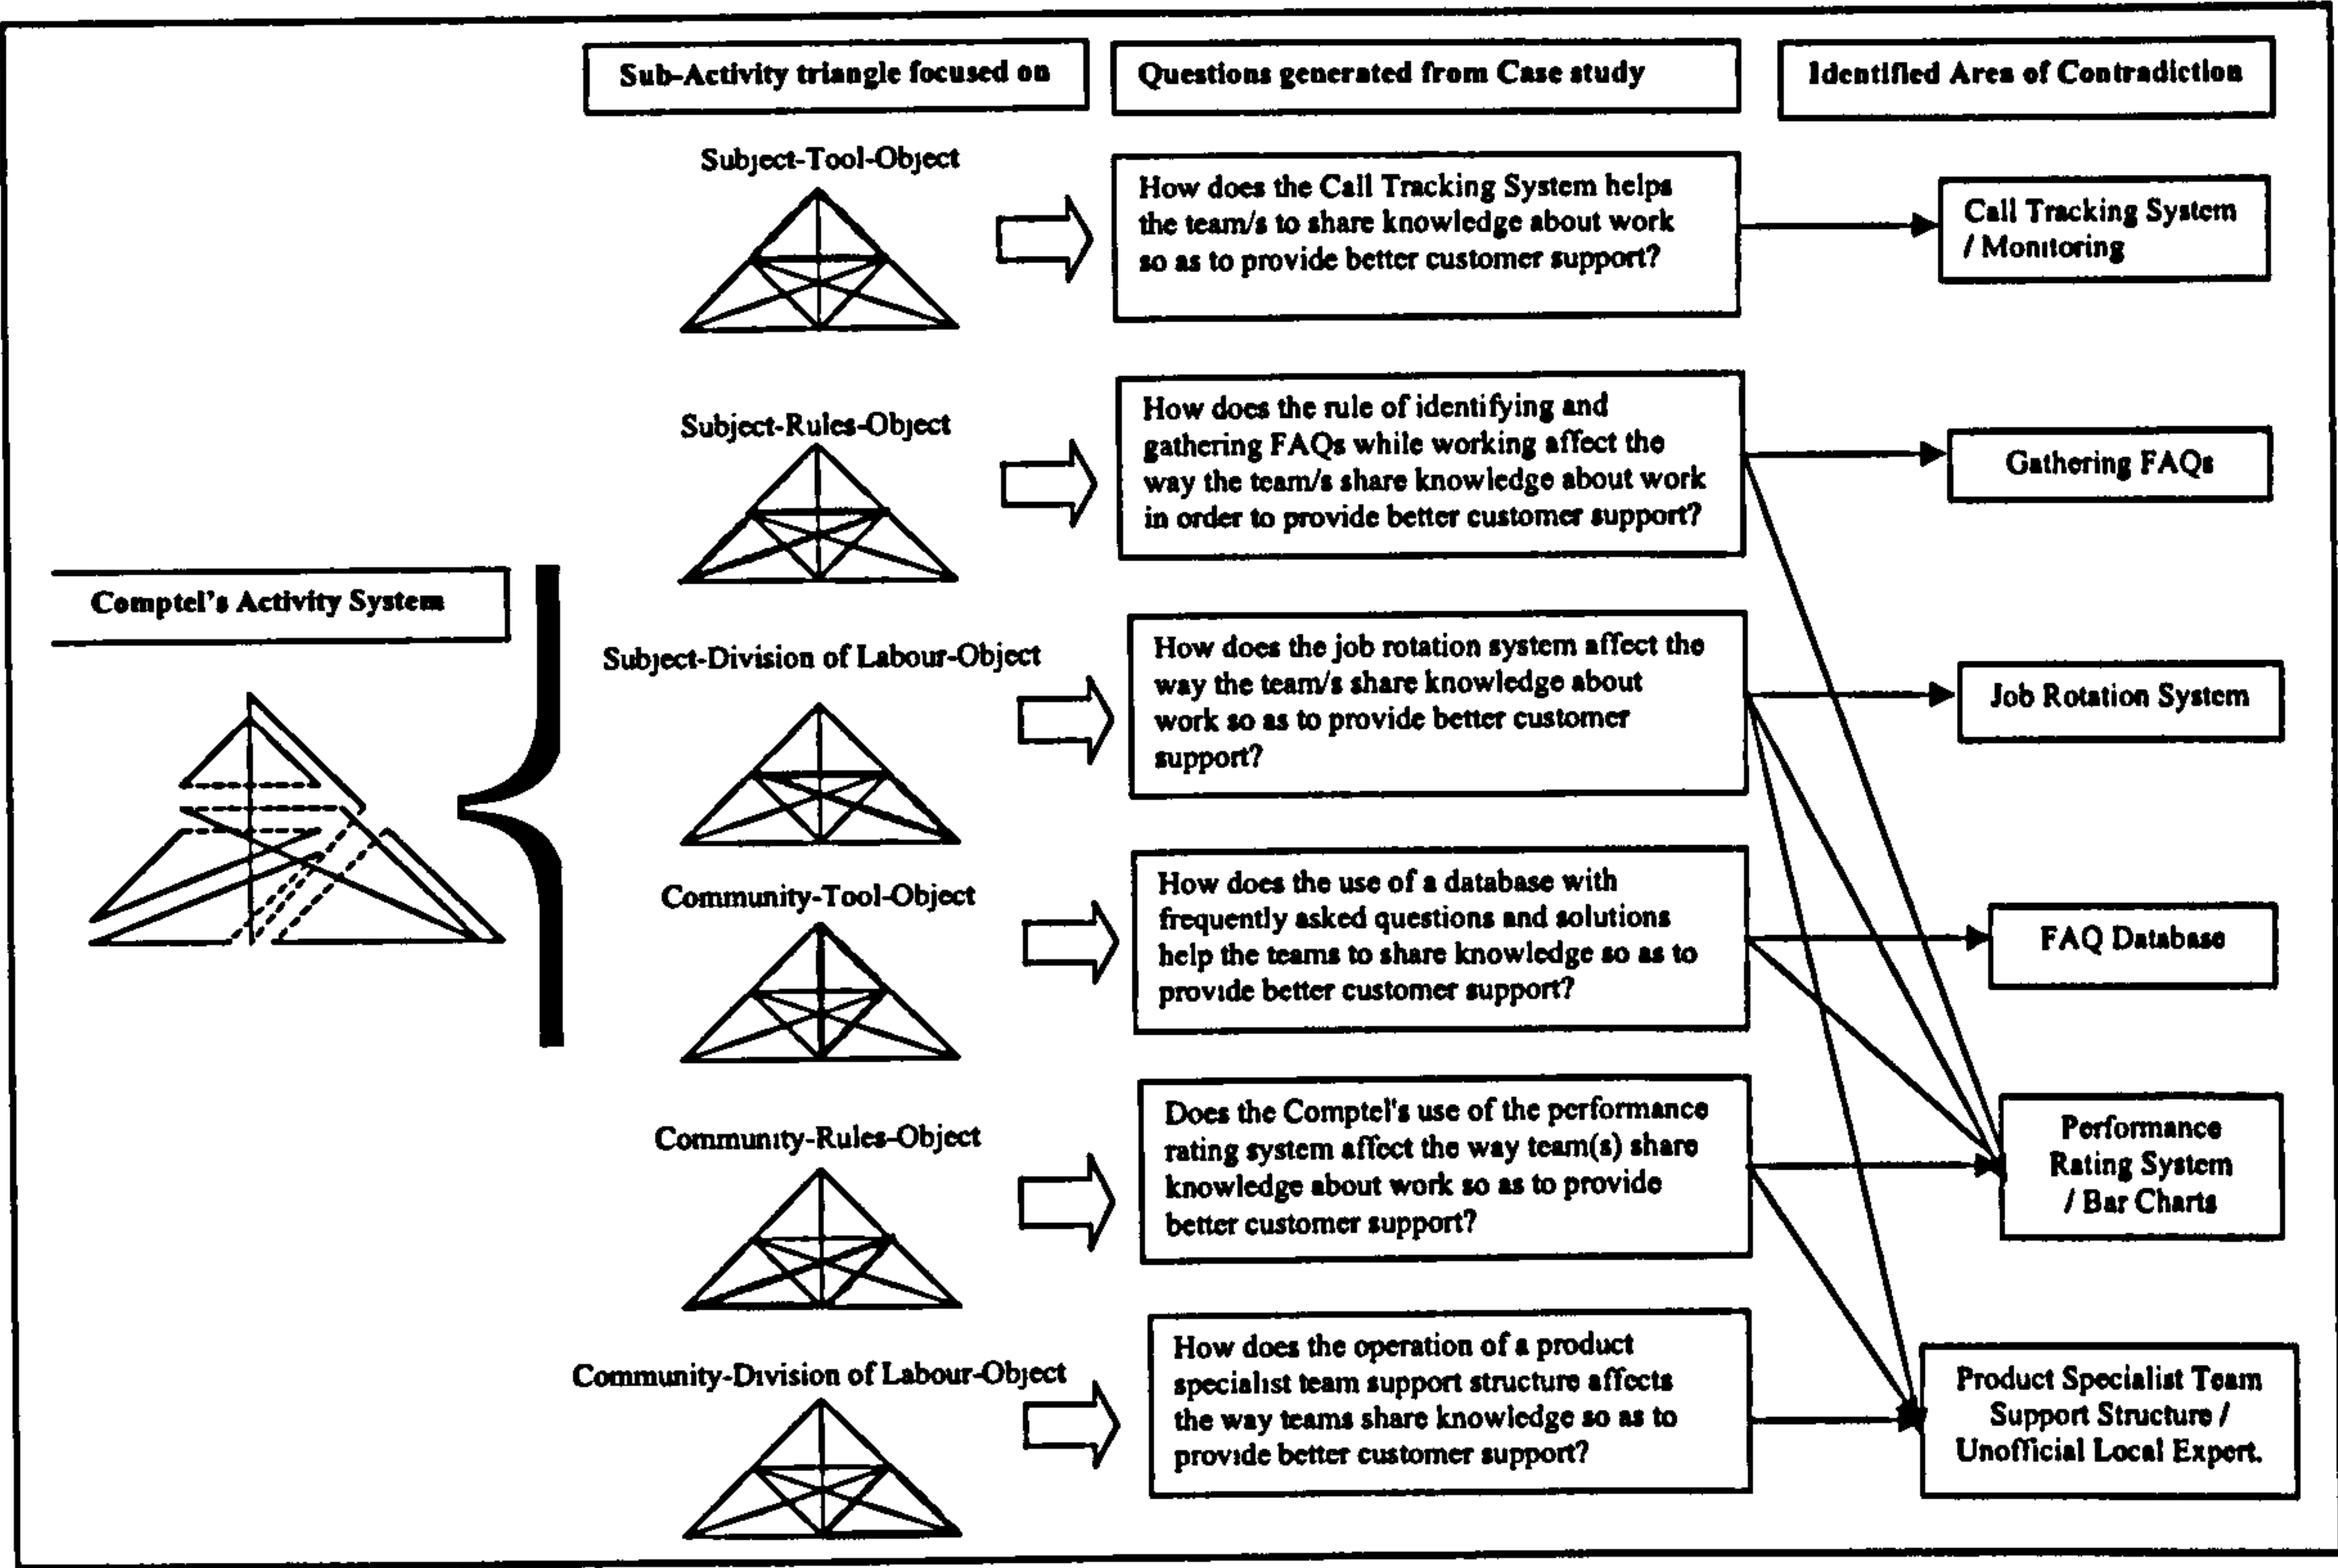 Sub-Activity triangle focused on
Questions generated from Case study
Identified Area of Contradiction
Subject-Tool-Object
How does the Call Tracking System helps
the team/s to share knowledge about work
so as to provide better customer support?
Call Tracking System
/ Monitoring
Subject-Rules-Object
How does the rule of identifying and
gathering FAQs while working affect the
way the team/s share knowledge about work
in order to provide better customer support?
Gathering FAQs
Comptel's Activity System
Subject-Division of Labour-Object
How does the job rotation system affect the
way the team/s share knowledge about
work so as to provide better customer
support?
Job Rotation System
Community-Tool-Object
How does the use of a database with
frequently asked questions and solutions
help the teams to share knowledge so as to
provide better customer support?
FAQ Database
Community-Rules-Object
Does the Comptel's use of the performance
rating system affect the way team(s) share
knowledge about work so as to provide
better customer support?
Performance
Rating System
/ Bar Charts
Community-Division of Labour-Object
How does the operation of a product
specialist team support structure affects
the way teams share knowledge so as to
provide better customer support?
Product Specialist Team
Support Structure /
Unofficial Local Expert.